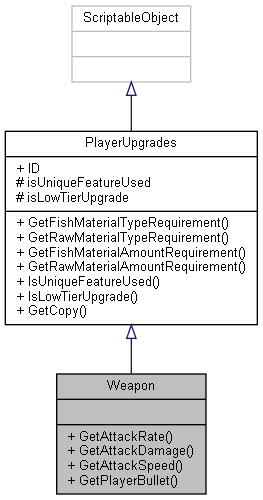 ScriptableObject
PlayerUpgrades
+ ID
# isUniqueFeatureUsed
# isLowTierUpgrade
+ GetFishMaterialTypeRequirement()
+ GetRawMaterialTypeRequirement()
+ GetFishMaterialAmountRequirement()
+ GetRawMaterialAmountRequirement()
+ IsUniqueFeatureUsed()
+ IsLowTierUpgrade()
+ GetCopy()
Weapon
+ GetAttackRate()
+ GetAttackDamage()
+ GetAttackSpeed()
+ GetPlayerBullet()